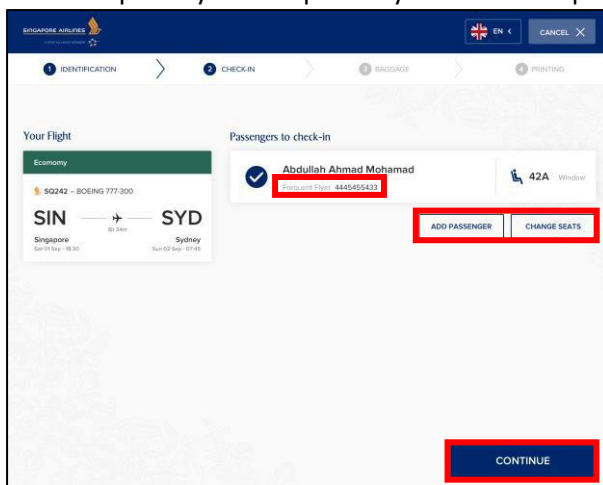 SINGAPORE AIRLINES
EN <
CANCEL X
1 IDENTIFICATION
2 CHECK-IN
3 BAGGAGE
4 PRINTING
Your Flight
Passengers to check-in
Economy
SQ242 – BOEING 777-300
SIN
SYD
Singapore
Sydney
Abdullah Ahmad Mohamad
Frequent Flyer 4445455433
42A Window
ADD PASSENGER
CHANGE SEATS
CONTINUE